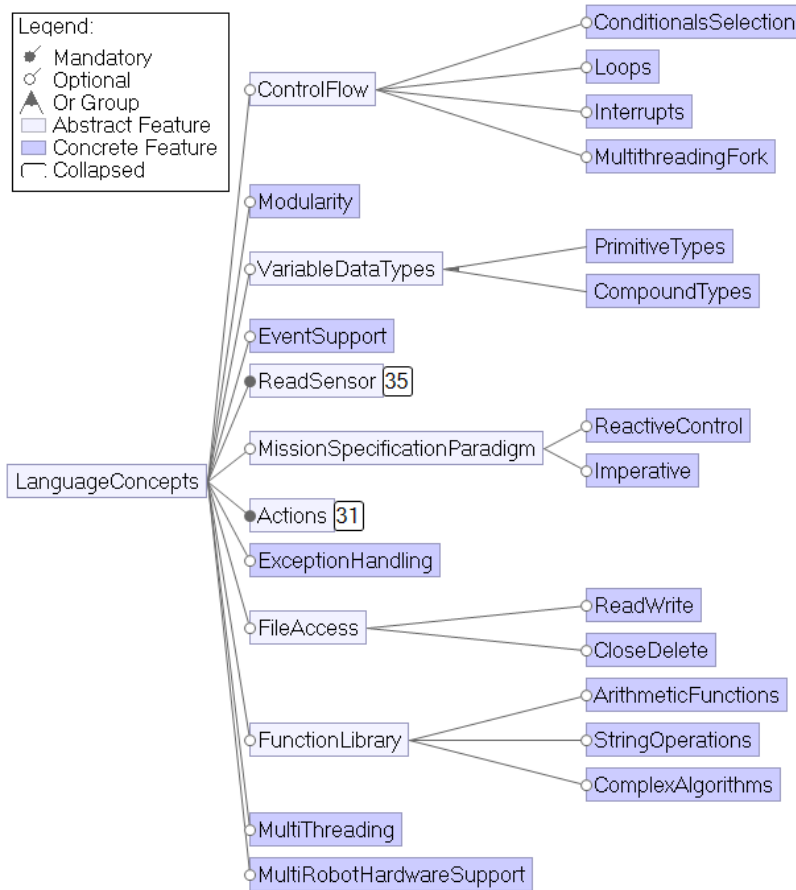 Legend:
Mandatory
Optional
Or Group
Abstract Feature
Concrete Feature
Collapsed
LanguageConcepts
ControlFlow
ConditionalsSelection
Loops
Interrupts
MultithreadingFork
Modularity
VariableDataTypes
PrimitiveTypes
CompoundTypes
EventSupport
ReadSensor 35
MissionSpecificationParadigm
ReactiveControl
Imperative
Actions 31
ExceptionHandling
FileAccess
ReadWrite
CloseDelete
FunctionLibrary
ArithmeticFunctions
StringOperations
ComplexAlgorithms
MultiThreading
MultiRobotHardwareSupport